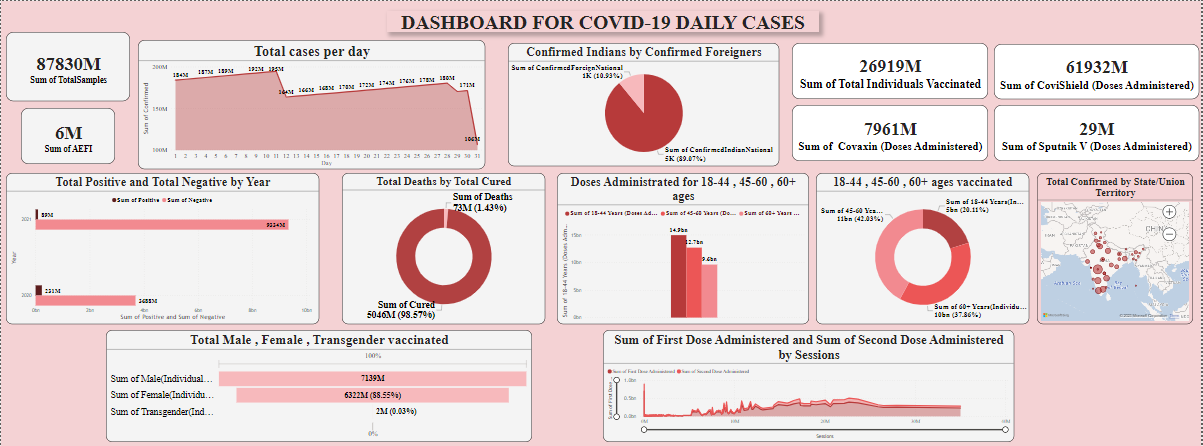 DASHBOARD FOR COVID-19 DAILY CASES
87830M
Sum of TotalSamples
6M
Sum of AEFI
Total cases per day
Sum of Confirmed
200M
150M
100M
184M 187M 189M 192M 195M 164M 166M 168M 170M 172M 174M 176M 178M 180M 171M 106M
1 2 3 4 5 6 7 8 9 10 11 12 13 14 15 16 17 18 19 20 21 22 23 24 25 26 27 28 29 30 31
Day
Confirmed Indians by Confirmed Foreigners
Sum of ConfirmedForeignNational
1K (10.93%)
Sum of ConfirmedIndianNational
5K (89.07%)
26919M
Sum of Total Individuals Vaccinated
61932M
Sum of CoviShield (Doses Administered)
7961M
Sum of Covaxin (Doses Administered)
29M
Sum of Sputnik V (Doses Administered)
Total Positive and Total Negative by Year
Sum of Positive Sum of Negative
Year
2021
89M
9224M
2020
231M
3688M
0bn 2bn 4bn 6bn 8bn 10bn
Sum of Positive and Sum of Negative
Total Deaths by Total Cured
Sum of Deaths
73M (1.43%)
Sum of Cured
5046M (98.57%)
Doses Administrated for 18-44 , 45-60 , 60+
ages
Sum of 18-44 Years (Doses Ad... Sum of 45-60 Years (Do... Sum of 60+ Years ...
Sum of 18-44 Years (Doses Adm...
15bn
10bn
5bn
0bn
14.9bn
12.7bn
9.6bn
18-44 , 45-60 , 60+ ages vaccinated
Sum of 45-60 Yea...
11bn (42.03%)
Sum of 18-44 Years(In...
5bn (20.11%)
Sum of 60+ Years(Individu...
10bn (37.86%)
Total Confirmed by State/Union
Territory
CHINA
Arabian Sea
Total Male , Female , Transgender vaccinated
100%
Sum of Male(Individual...
7139M
Sum of Female(Individu...
6322M (88.55%)
Sum of Transgender(Ind...
2M (0.03%)
0%
Sum of First Dose Administered and Sum of Second Dose Administered
by Sessions
Sum of First Dose Administered Sum of Second Dose Administered
Sum of First Dose
1.0bn
0.5bn
0.0bn
0M 10M 20M 30M 40M
Sessions